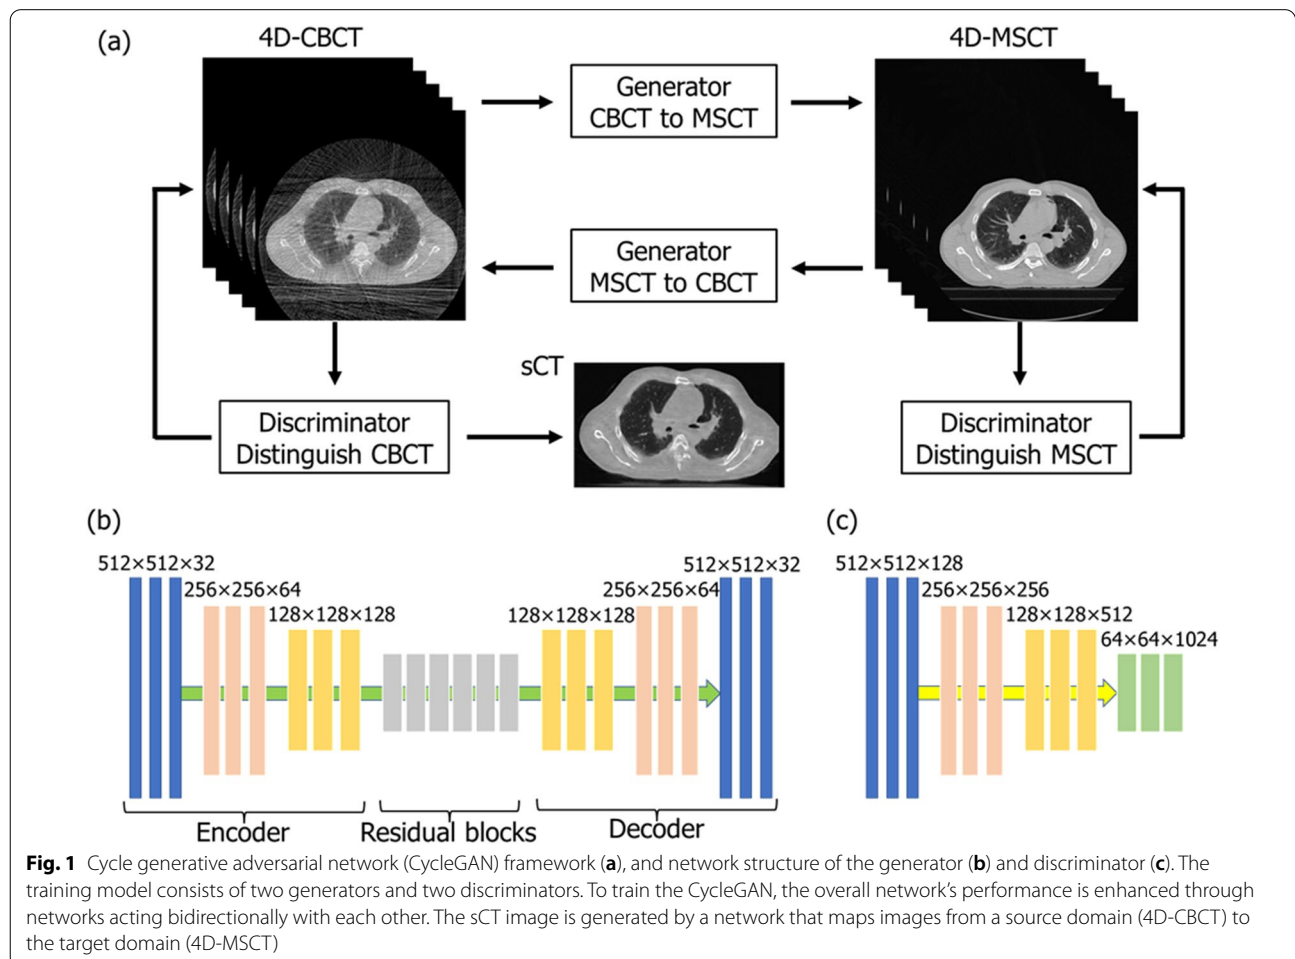 (a)
4D-CBCT
4D-MSCT
Generator
CBCT to MSCT
Generator
MSCT to CBCT
sCT
Discriminator
Distinguish CBCT
Discriminator
Distinguish MSCT
(b)
512×512×32
256×256×64
128×128×128
128×128×128
256×256×64
512×512×32
Encoder
Residual blocks
Decoder
(c)
512×512×128
256×256×256
128×128×512
64×64×1024
Fig. 1 Cycle generative adversarial network (CycleGAN) framework (a), and network structure of the generator (b) and discriminator (c). The
training model consists of two generators and two discriminators. To train the CycleGAN, the overall network's performance is enhanced through
networks acting bidirectionally with each other. The sCT image is generated by a network that maps images from a source domain (4D-CBCT) to
the target domain (4D-MSCT)